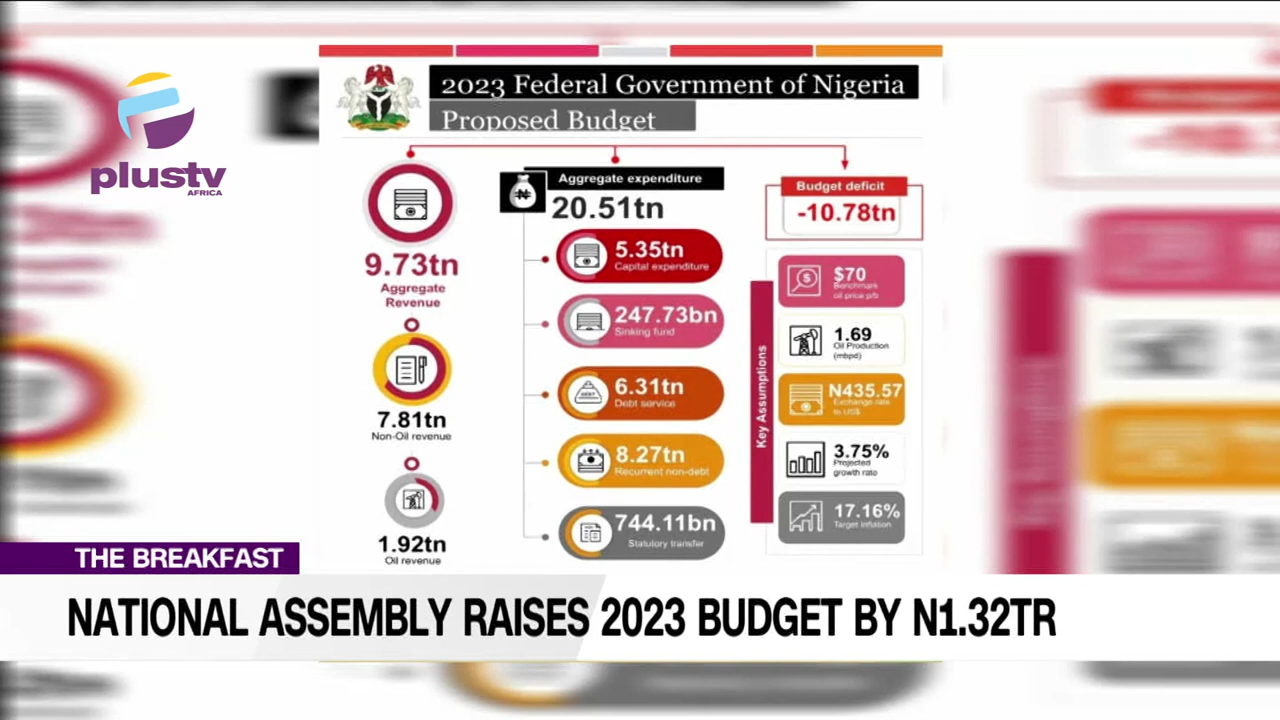 plustv
AFRICA
2023 Federal Government of Nigeria
Proposed Budget
9.73tn
Aggregate
Revenue
7.81tn
Non-Oil revenue
1.92tn
Oil revenue
Aggregate expenditure
20.51tn
5.35tn
Capital expenditure
247.73bn
Sinking fund
DEBT
6.31tn
Debt service
8.27tn
Recurrent non-debt
744.11bn
Statutory transfer
Budget deficit
-10.78tn
Key Assumptions
$70
Benchmark
oil price p/b
1.69
Oil Production
(mbpd)
N435.57
Exchange rate
to US$
3.75%
Projected
growth rate
17.16%
Target Inflation
THE BREAKFAST
NATIONAL ASSEMBLY RAISES 2023 BUDGET BY N1.32TR